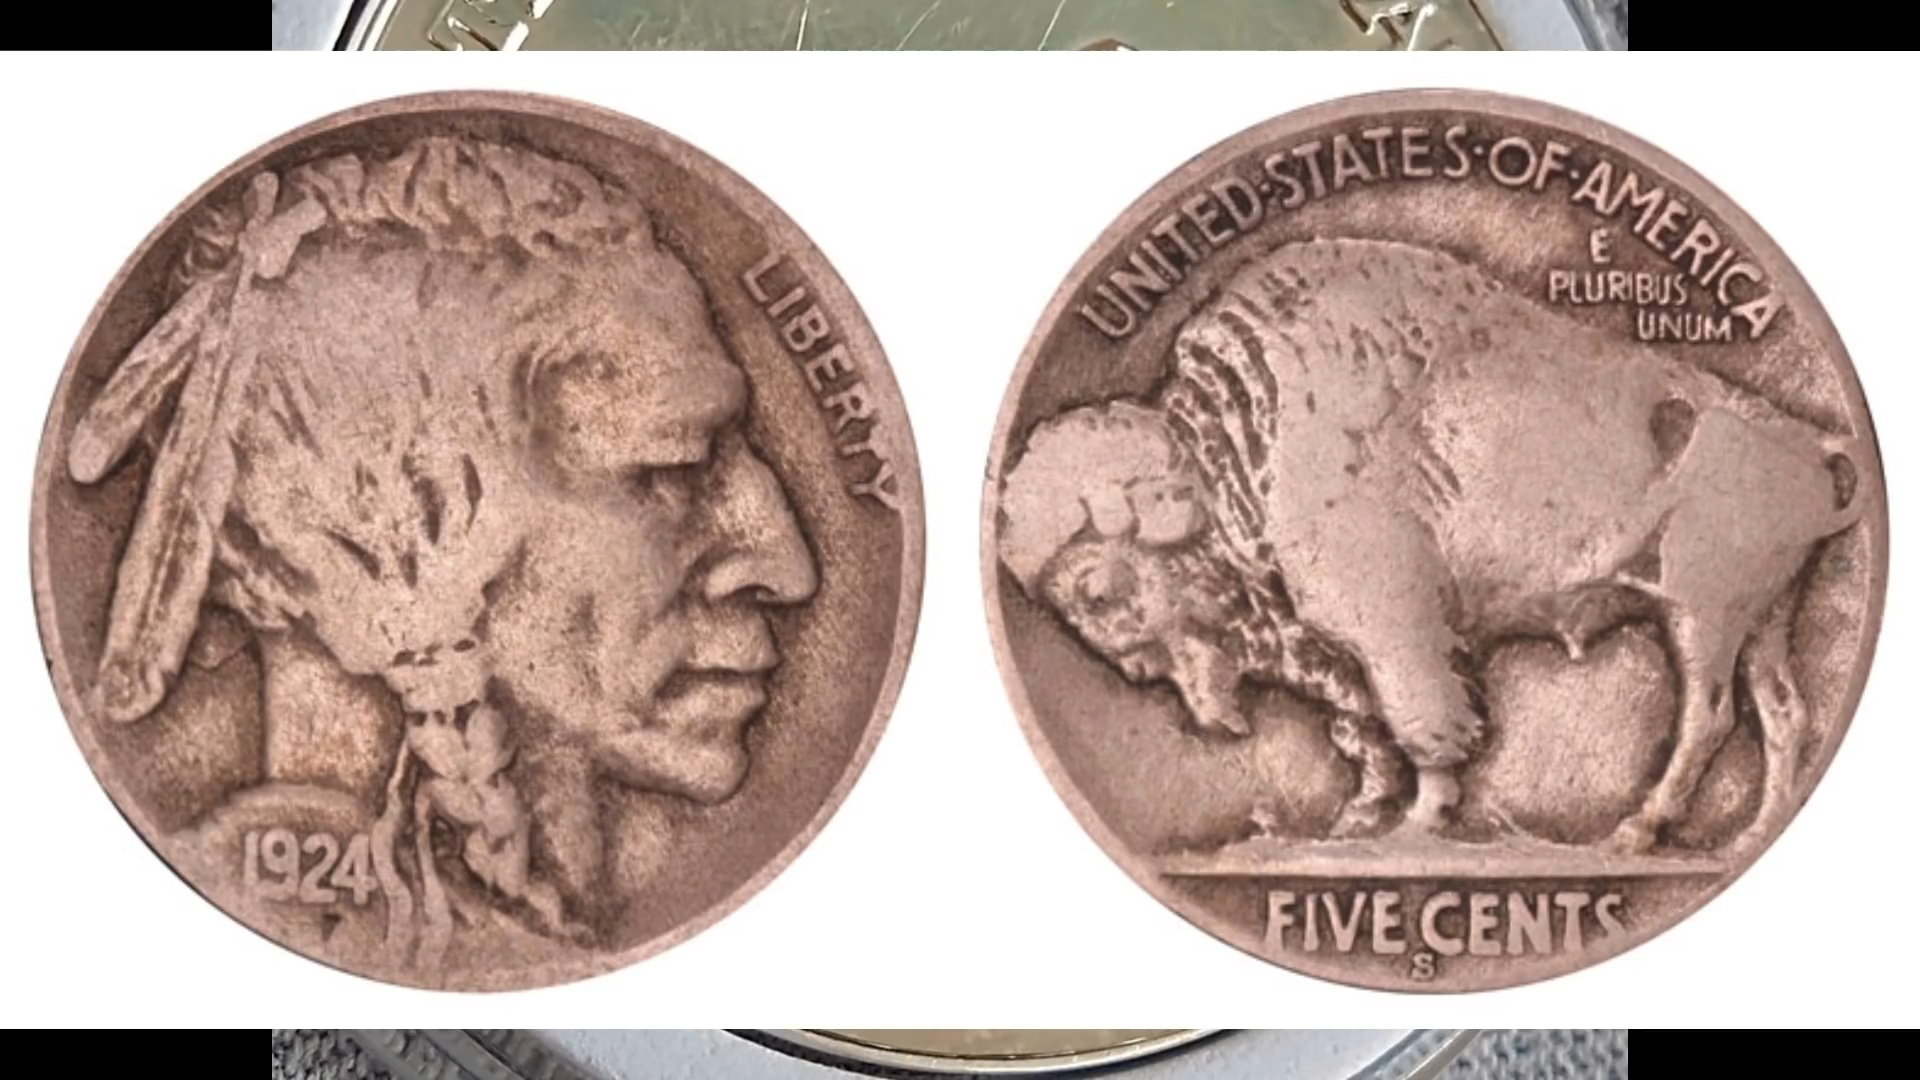 LIBERTY
1924
UNITED·STATES·OF·AMERICA
E
PLURIBUS
UNUM
FIVE CENTS
S